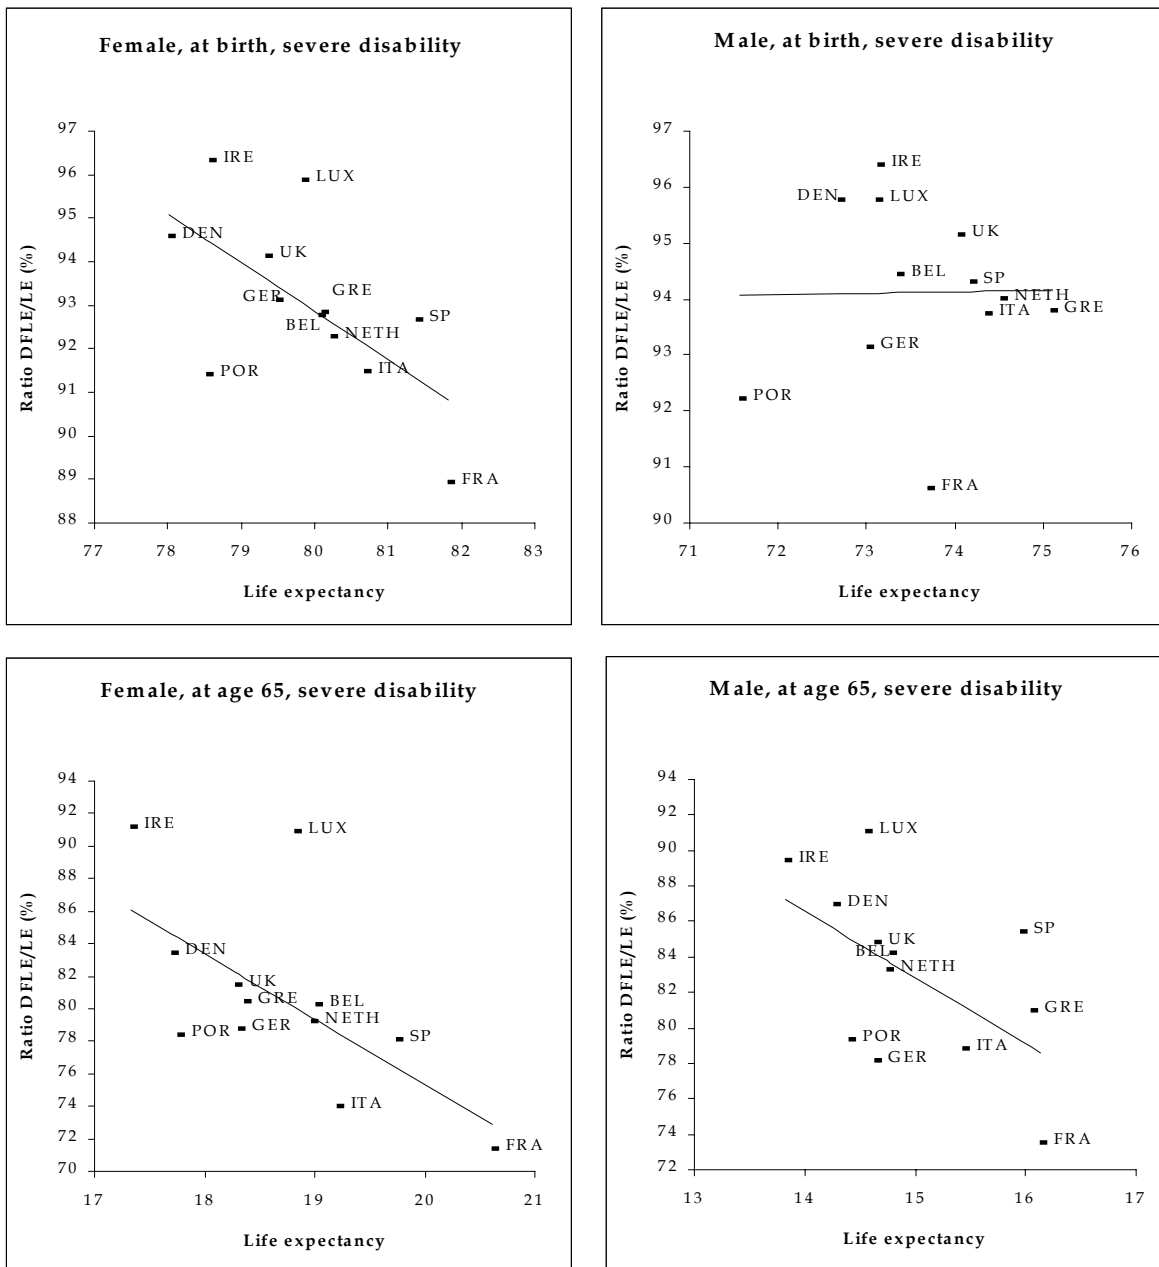 Female, at birth, severe disability
Ratio DFLE/LE (%)
97
96
95
94
93
92
91
90
89
88
IRE
LUX
DEN
UK
GER
GRE
BEL
SP
NETH
POR
ITA
FRA
77 78 79 80 81 82 83
Life expectancy
Male, at birth, severe disability
Ratio DFLE/LE (%)
97
96
95
94
93
92
91
90
IRE
DEN
LUX
UK
BEL
SP
NETH
ITA
GRE
GER
POR
FRA
71 72 73 74 75 76
Life expectancy
Female, at age 65, severe disability
Ratio DFLE/LE (%)
94
92
90
88
86
84
82
80
78
76
74
72
70
IRE
LUX
DEN
UK
GRE
BEL
NETH
POR
GER
SP
ITA
FRA
17 18 19 20 21
Life expectancy
Male, at age 65, severe disability
Ratio DFLE/LE (%)
94
92
90
88
86
84
82
80
78
76
74
72
LUX
IRE
DEN
SP
UK
BEL
NETH
GRE
POR
ITA
GER
FRA
13 14 15 16 17
Life expectancy